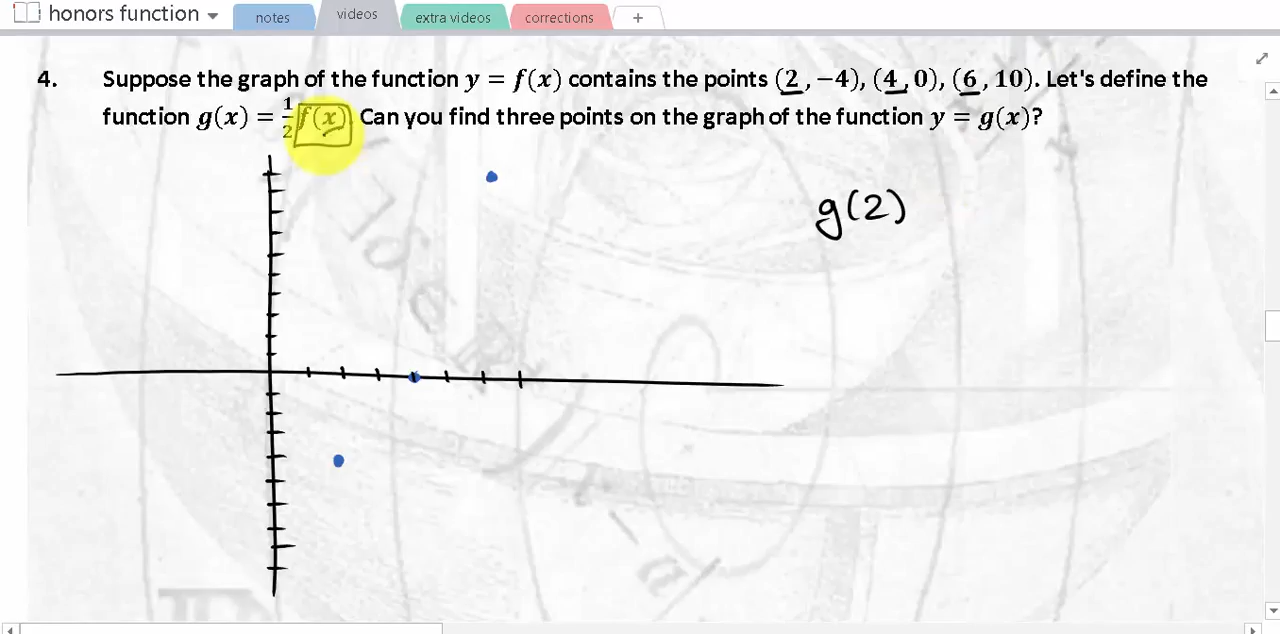 honors function
notes
videos
extra videos
corrections
+
4. Suppose the graph of the function y = f(x) contains the points (2, −4), (4, 0), (6, 10). Let's define the
function g(x) = 1/2 f(x) Can you find three points on the graph of the function y = g(x)?
g(2)